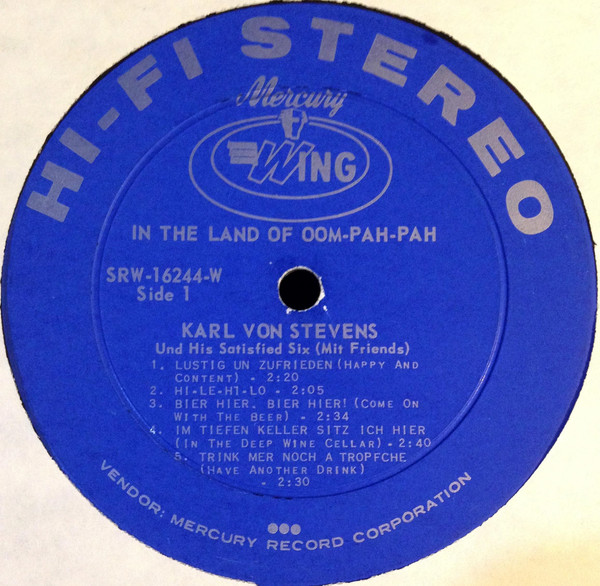 HI-FI STEREO
Mercury
WING
IN THE LAND OF OOM-PAH-PAH
SRW-16244-W
Side 1
KARL VON STEVENS
Und His Satisfied Six (Mit Friends)
1. LUSTIG UN ZUFRIEDEN (HAPPY AND
CONTENT) - 2:20
2. HI-LE-HI-LO - 2:05
3. BIER HIER, BIER HIER! (COME ON
WITH THE BEER) - 2:34
4. IM TIEFEN KELLER SITZ ICH HIER
(IN THE DEEP WINE CELLAR) - 2:40
5. TRINK MER NOCH A TROPFCHE
(HAVE ANOTHER DRINK)
- 2:30
VENDOR: MERCURY RECORD CORPORATION